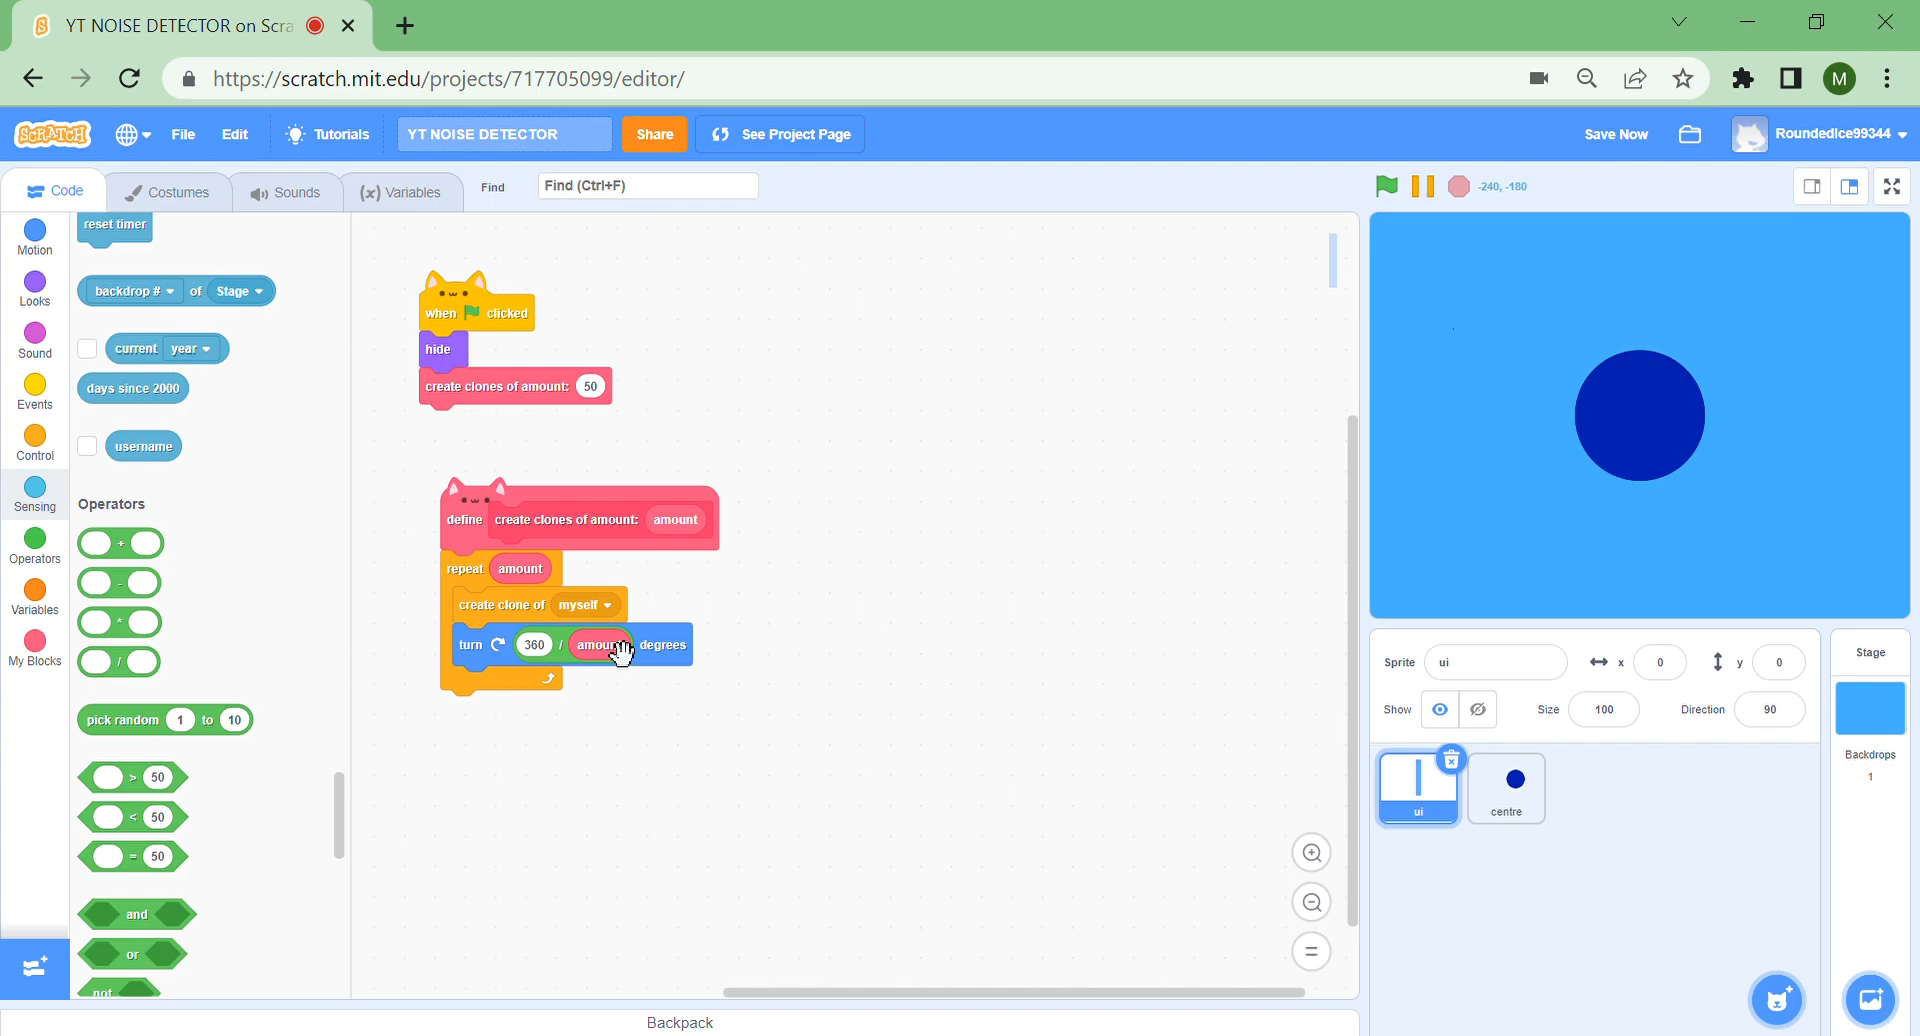 YT NOISE DETECTOR on Scra
https://scratch.mit.edu/projects/717705099/editor/
M
SCRATCH
File
Edit
Tutorials
YT NOISE DETECTOR
Share
See Project Page
Save Now
RoundedIce99344
Code
Costumes
Sounds
(x) Variables
Find
Find (Ctrl+F)
-240, -180
Motion
Looks
Sound
Events
Control
Sensing
Operators
Variables
My Blocks
reset timer
backdrop # of Stage
current year
days since 2000
username
Operators
+
-
*
/
pick random 1 to 10
> 50
< 50
= 50
and
or
not
when clicked
hide
create clones of amount: 50
define create clones of amount: amount
repeat amount
create clone of myself
turn 360 / amount degrees
Backpack
Sprite ui
x 0
y 0
Show
Size 100
Direction 90
ui
centre
Stage
Backdrops
1